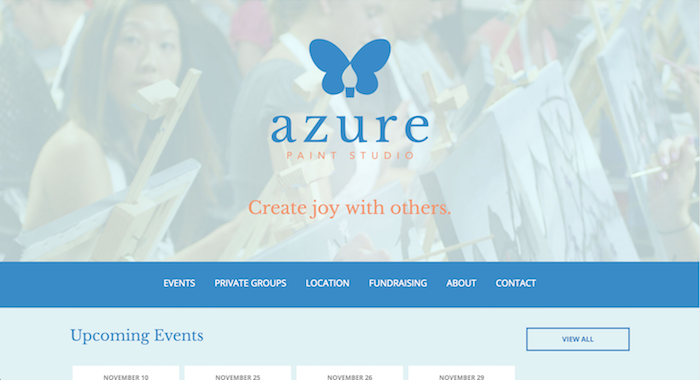 azure
PAINT STUDIO
Create joy with others.
EVENTS PRIVATE GROUPS LOCATION FUNDRAISING ABOUT CONTACT
Upcoming Events VIEW ALL
NOVEMBER 10 NOVEMBER 25 NOVEMBER 26 NOVEMBER 29